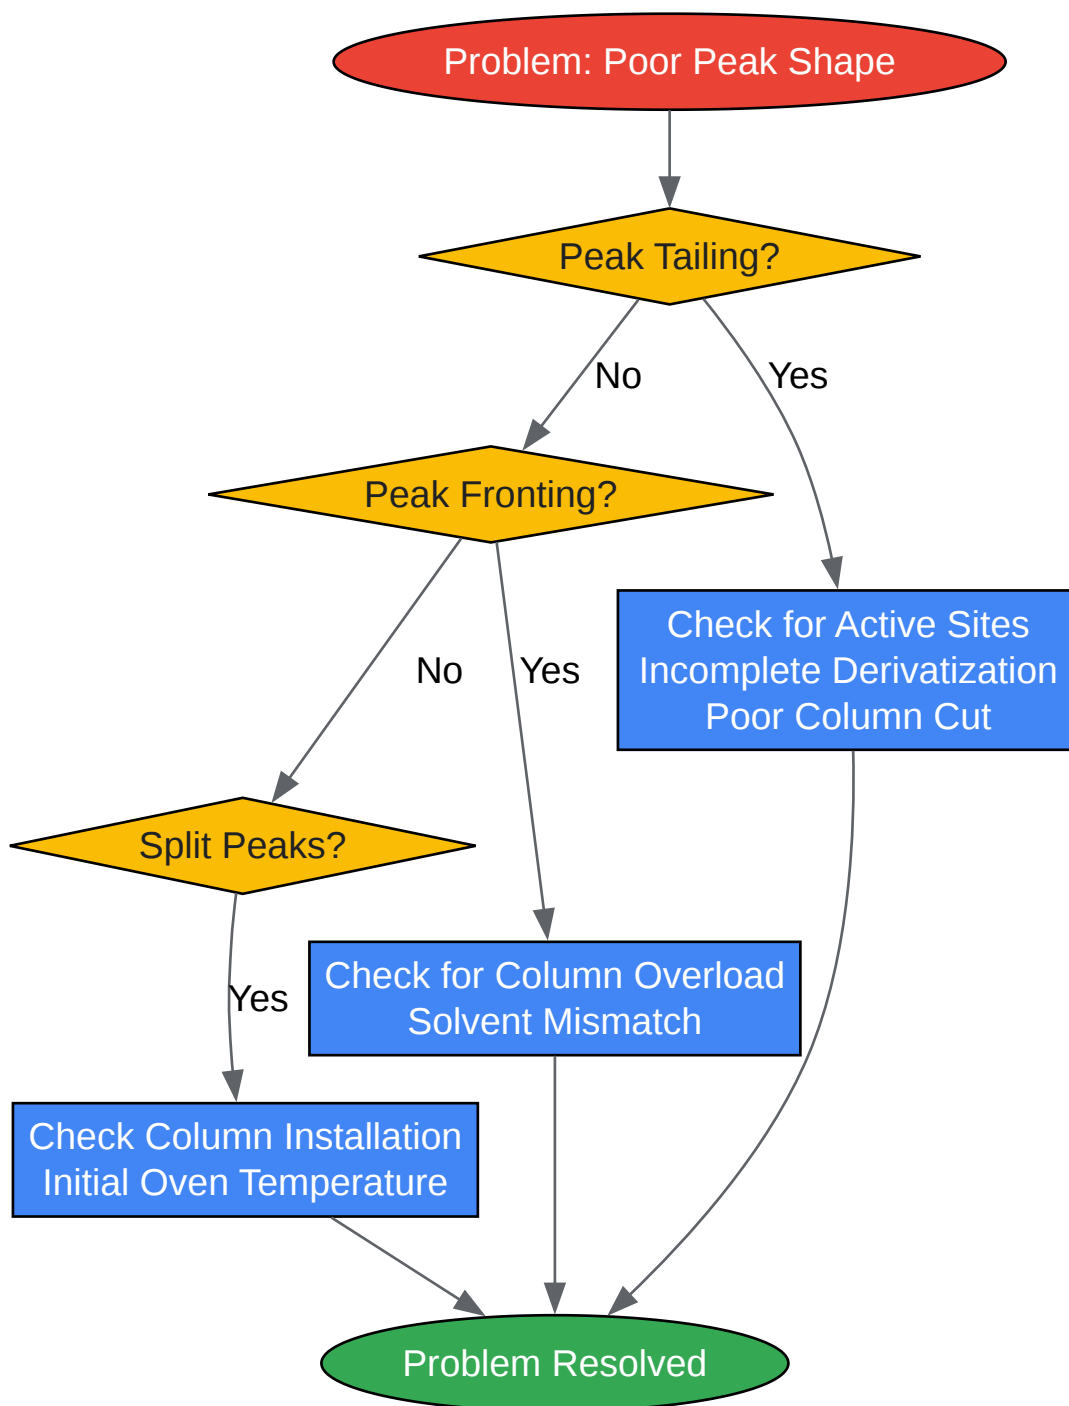 Problem: Poor Peak Shape
Peak Tailing?
No
Yes
Peak Fronting?
Check for Active Sites
Incomplete Derivatization
Poor Column Cut
No
Yes
Split Peaks?
Check for Column Overload
Solvent Mismatch
Yes
Check Column Installation
Initial Oven Temperature
Problem Resolved